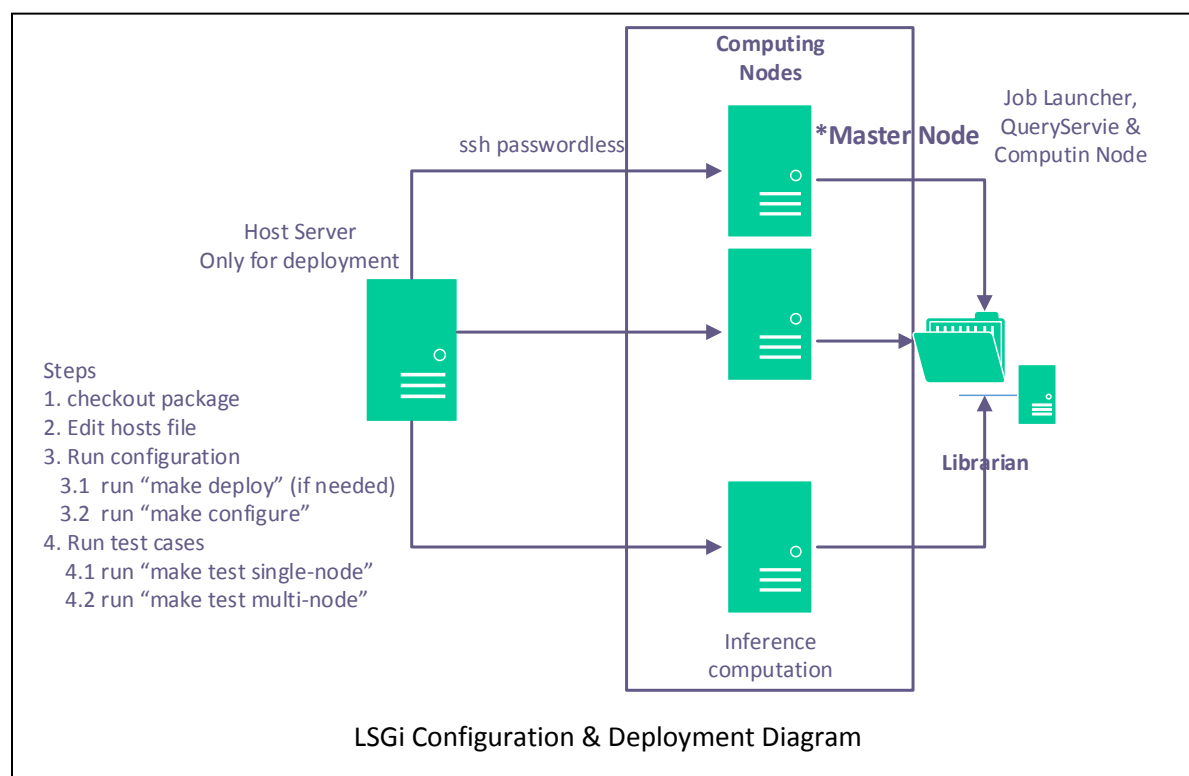 Computing
Nodes
*Master Node
Job Launcher,
QueryServie &
Computin Node
ssh passwordless
Host Server
Only for deployment
Steps
1. checkout package
2. Edit hosts file
3. Run configuration
3.1 run “make deploy” (if needed)
3.2 run “make configure”
4. Run test cases
4.1 run “make test single-node”
4.2 run “make test multi-node”
Librarian
Inference
computation
LSGi Configuration & Deployment Diagram